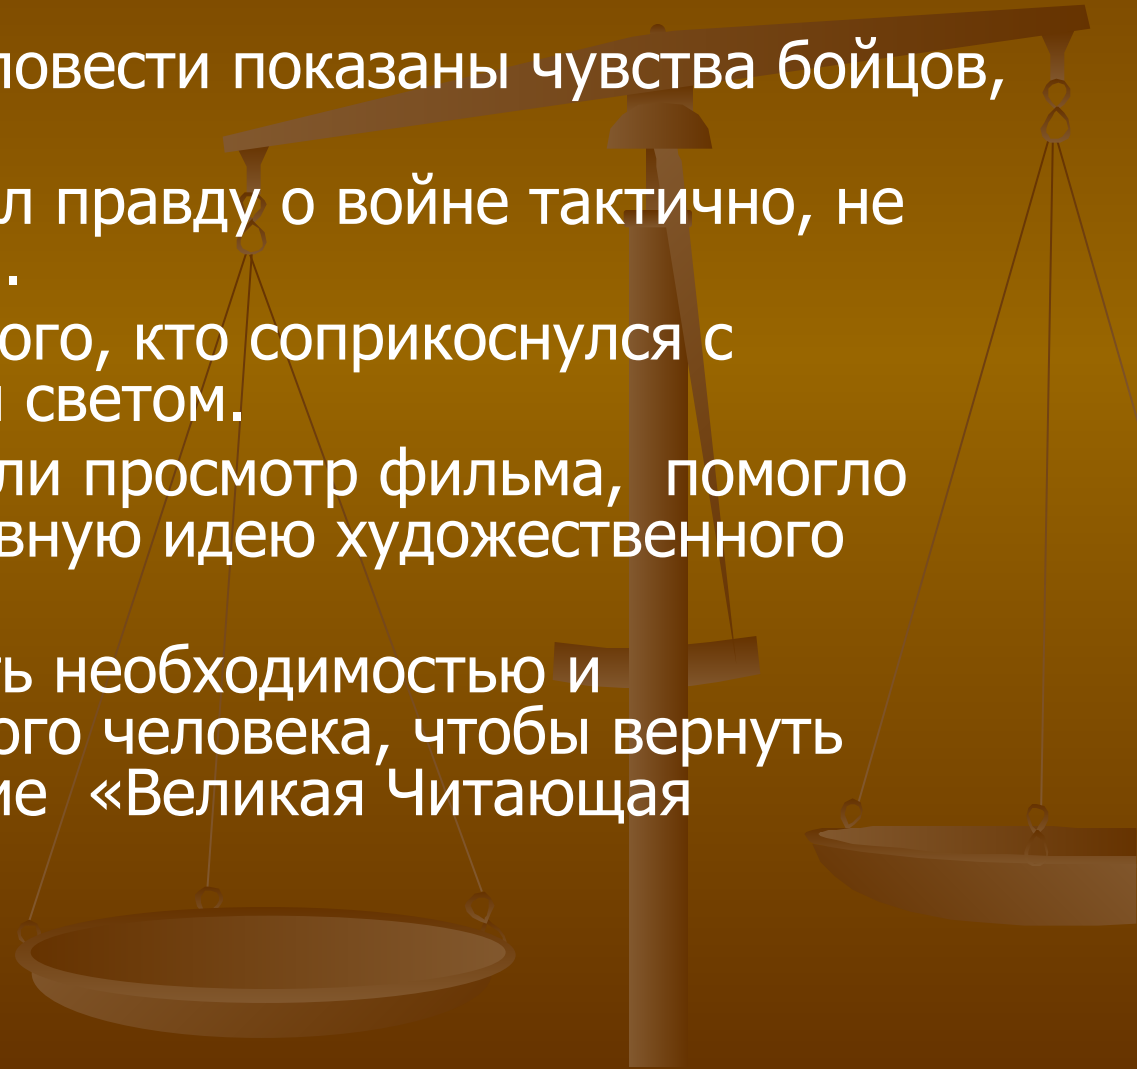 повести показаны чувства бойцов,
л правду о войне тактично, не
.
ого, кто соприкоснулся с
светом.
ли просмотр фильма, помогло
вную идею художественного
ь необходимостью и
ого человека, чтобы вернуть
ие «Великая Читающая